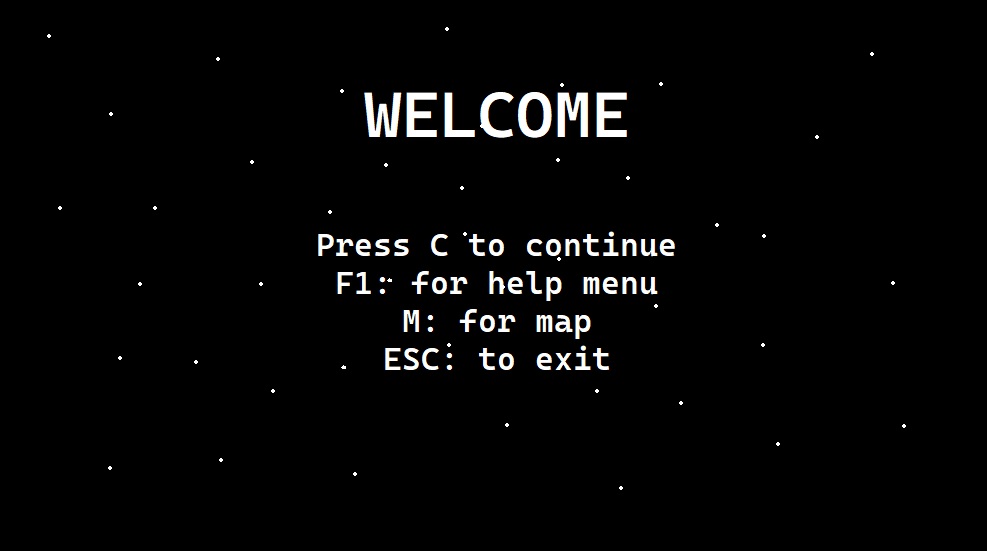 WELCOME
Press C to continue
F1: for help menu
M: for map
ESC: to exit